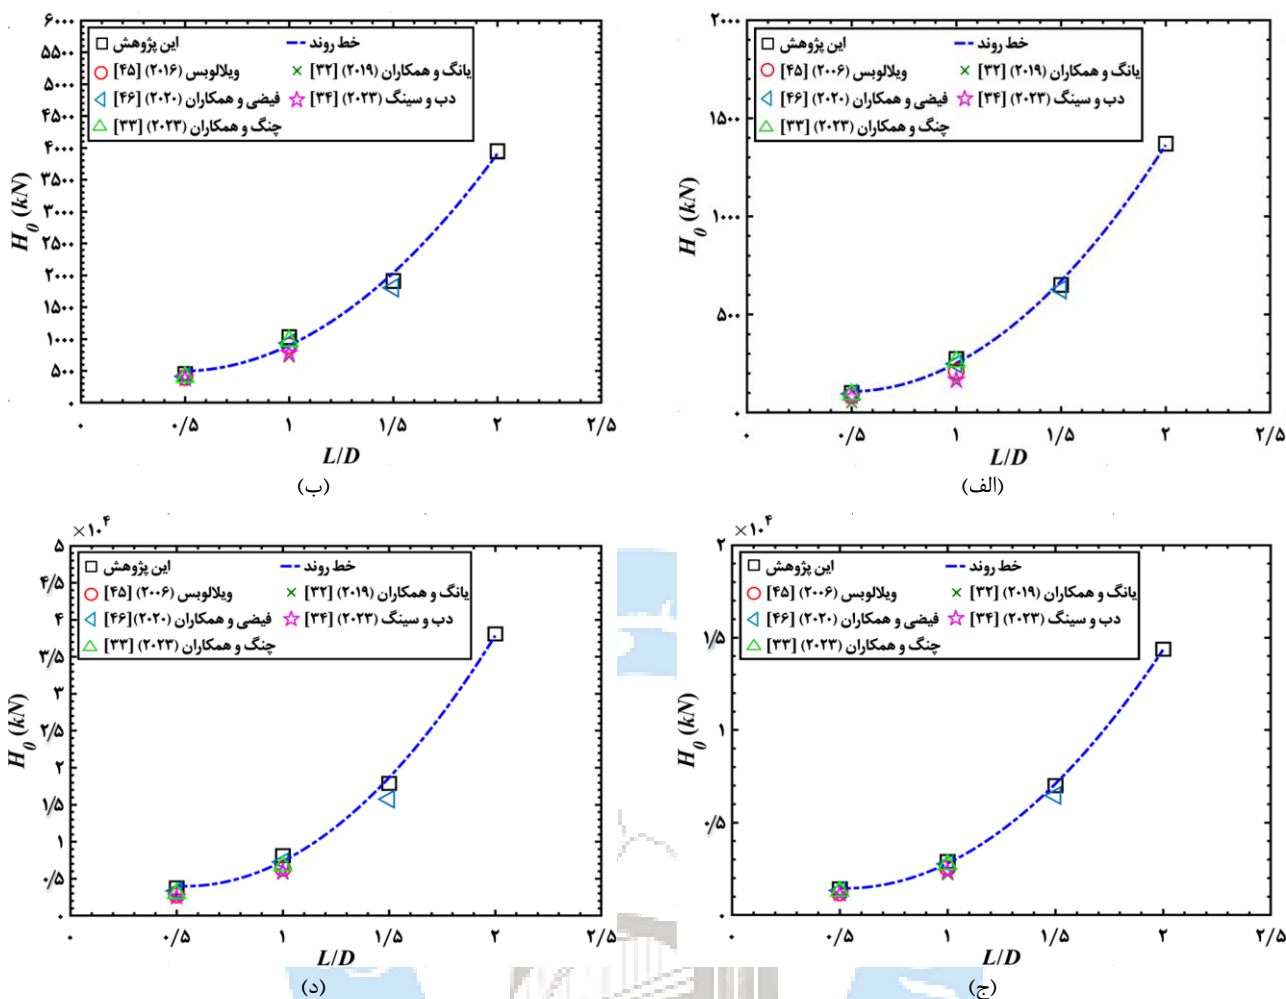 ۲۰۰۰
۱۵۰۰
۱۰۰۰
۵۰۰
۰
این پژوهش
خط روند
ویلالوبس (۲۰۰۶) [۴۵]
یانگ و همکاران (۲۰۱۹) [۳۲]
فیضی و همکاران (۲۰۲۰) [۴۶]
دب و سینگ (۲۰۲۳) [۳۴]
چنگ و همکاران (۲۰۲۳) [۳۳]
H0 (kN)
۰ ۰/۵ ۱ ۱/۵ ۲ ۲/۵
L/D
(الف)
۶۰۰۰
۵۵۰۰
۵۰۰۰
۴۵۰۰
۴۰۰۰
۳۵۰۰
۳۰۰۰
۲۵۰۰
۲۰۰۰
۱۵۰۰
۱۰۰۰
۵۰۰
۰
این پژوهش
خط روند
ویلالوبس (۲۰۱۶) [۴۵]
یانگ و همکاران (۲۰۱۹) [۳۲]
فیضی و همکاران (۲۰۲۰) [۴۶]
دب و سینگ (۲۰۲۳) [۳۴]
چنگ و همکاران (۲۰۲۳) [۳۳]
H0 (kN)
۰ ۰/۵ ۱ ۱/۵ ۲ ۲/۵
L/D
(ب)
×۱۰۴
۲
۱/۵
۱
۰/۵
۰
این پژوهش
خط روند
ویلالوبس (۲۰۰۶) [۴۵]
یانگ و همکاران (۲۰۱۹) [۳۲]
فیضی و همکاران (۲۰۲۰) [۴۶]
دب و سینگ (۲۰۲۳) [۳۴]
چنگ و همکاران (۲۰۲۳) [۳۳]
H0 (kN)
۰ ۰/۵ ۱ ۱/۵ ۲ ۲/۵
L/D
(ج)
×۱۰۴
۵
۴/۵
۴
۳/۵
۳
۲/۵
۲
۱/۵
۱
۰/۵
۰
این پژوهش
خط روند
ویلالوبس (۲۰۰۶) [۴۵]
یانگ و همکاران (۲۰۱۹) [۳۲]
فیضی و همکاران (۲۰۲۰) [۴۶]
دب و سینگ (۲۰۲۳) [۳۴]
چنگ و همکاران (۲۰۲۳) [۳۳]
H0 (kN)
۰ ۰/۵ ۱ ۱/۵ ۲ ۲/۵
L/D
(د)